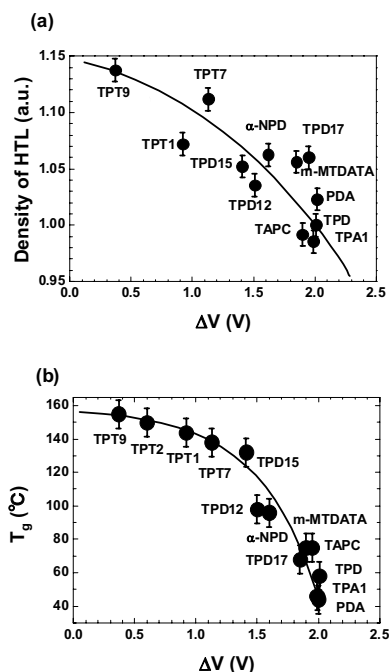 (a)
1.15
1.10
1.05
1.00
0.95
Density of HTL (a.u.)
TPT9
TPT7
TPT1
α-NPD
TPD17
TPD15
m-MTDATA
TPD12
PDA
TAPC
TPD
TPA1
0.0 0.5 1.0 1.5 2.0 2.5
ΔV (V)
(b)
160
140
120
100
80
60
40
Tg (℃)
TPT9
TPT2
TPT1
TPT7
TPD15
TPD12
m-MTDATA
α-NPD
TAPC
TPD17
TPD
TPA1
PDA
0.0 0.5 1.0 1.5 2.0 2.5
ΔV (V)